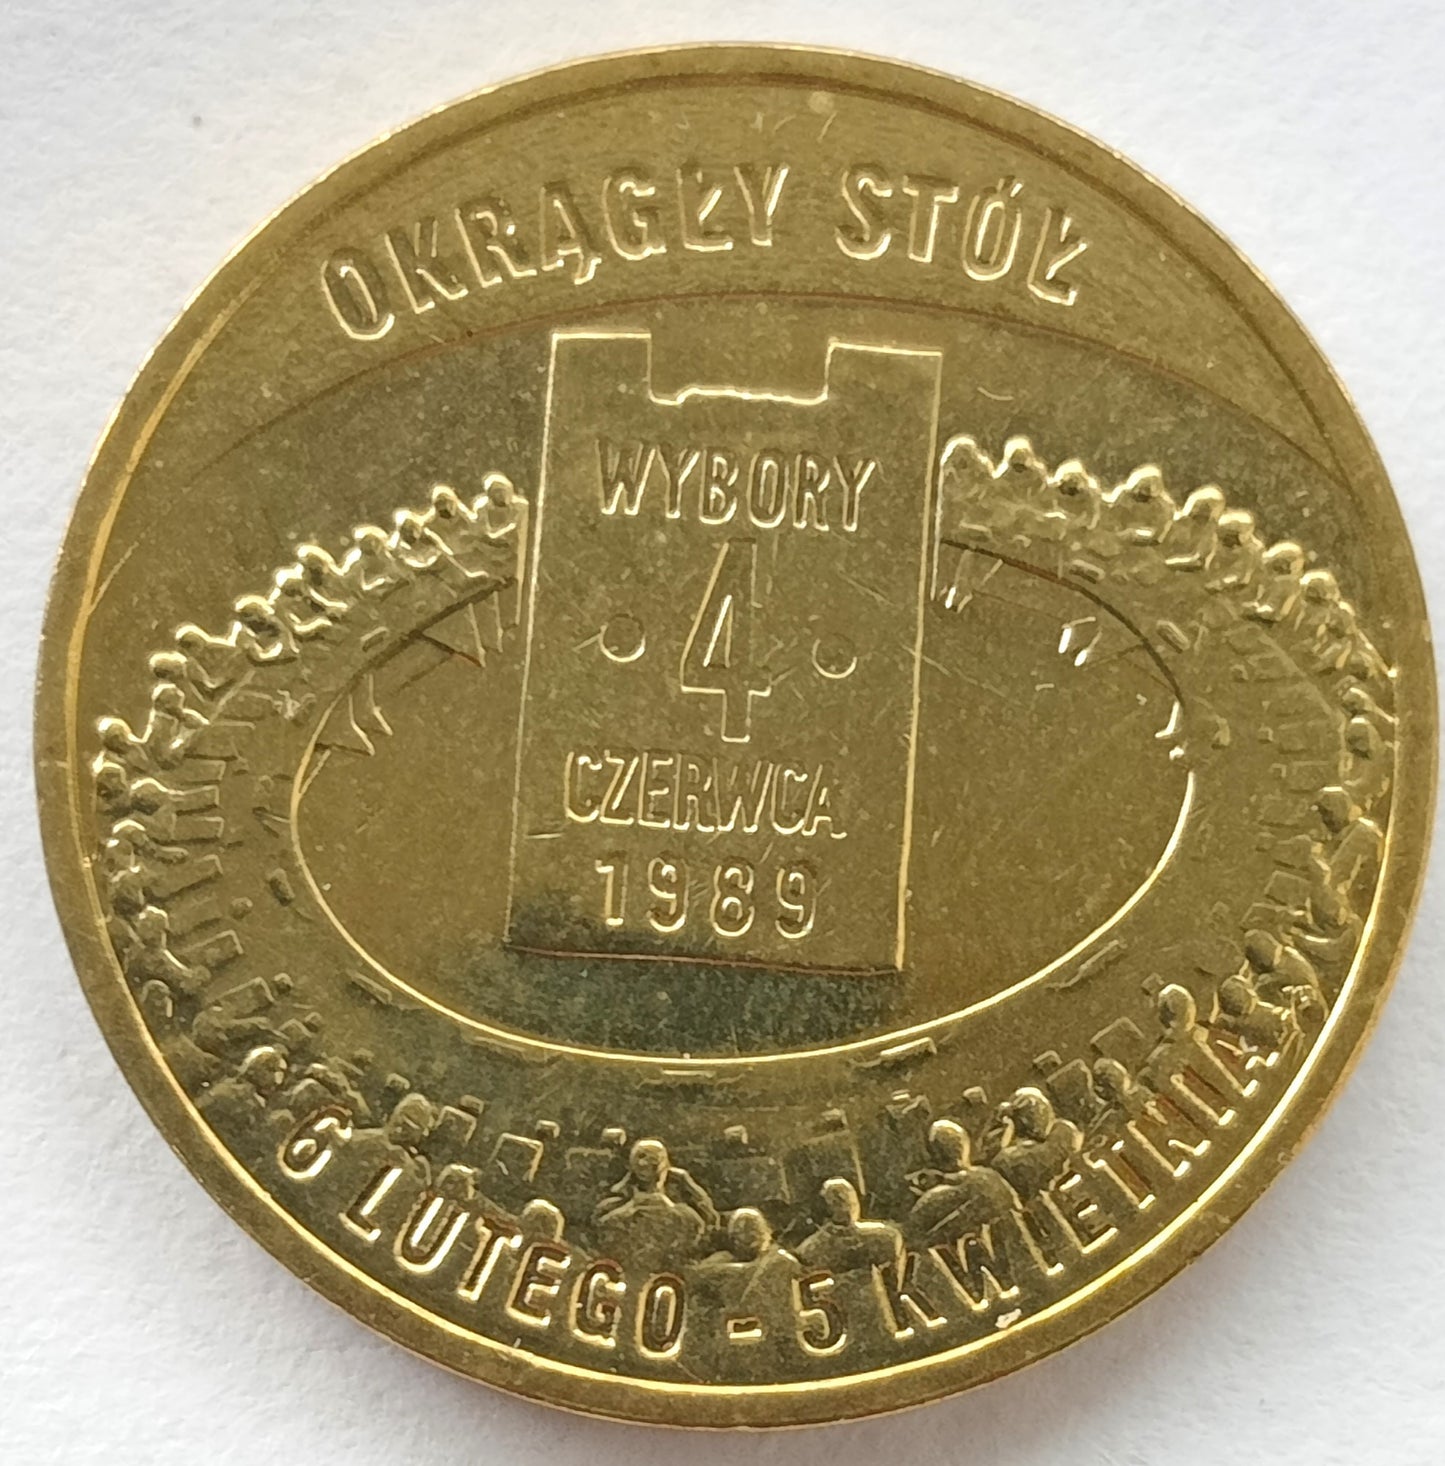 OKRĄGŁY STÓŁ
WYBORY
4
CZERWCA
1989
6 LUTEGO - 5 KWIETNIA